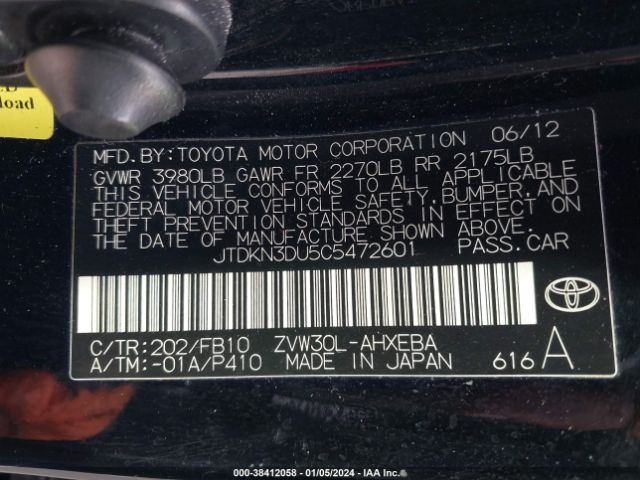 load
MFD. BY: TOYOTA MOTOR CORPORATION 06/12
GVWR 3980LB GAWR FR 2270LB RR 2175LB
THIS VEHICLE CONFORMS TO ALL APPLICABLE
FEDERAL MOTOR VEHICLE SAFETY, BUMPER, AND
THEFT PREVENTION STANDARDS IN EFFECT ON
THE DATE OF MANUFACTURE SHOWN ABOVE.
JTDKN3DU5C5472601 PASS. CAR
C/TR: 202/FB10 ZVW30L-AHXEBA
A/TM: -01A/P410 MADE IN JAPAN 616 A
000-38412058 - 01/05/2024 - IAA Inc.